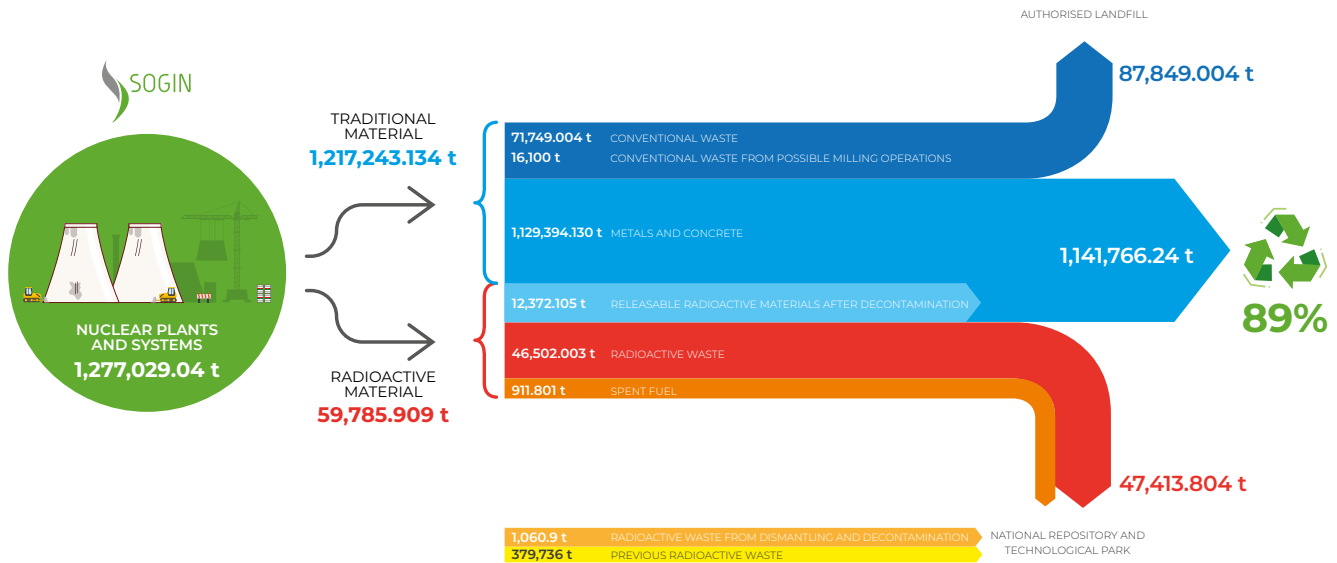 SOGIN
NUCLEAR PLANTS
AND SYSTEMS
1,277,029.04 t
TRADITIONAL
MATERIAL
1,217,243.134 t
RADIOACTIVE
MATERIAL
59,785.909 t
AUTHORISED LANDFILL
87,849.004 t
71,749.004 t CONVENTIONAL WASTE
16,100 t CONVENTIONAL WASTE FROM POSSIBLE MILLING OPERATIONS
1,129,394.130 t METALS AND CONCRETE
1,141,766.24 t
89%
12,372.105 t RELEASABLE RADIOACTIVE MATERIALS AFTER DECONTAMINATION
46,502.003 t RADIOACTIVE WASTE
911.801 t SPENT FUEL
47,413.804 t
1,060.9 t RADIOACTIVE WASTE FROM DISMANTLING AND DECONTAMINATION
379,736 t PREVIOUS RADIOACTIVE WASTE
NATIONAL REPOSITORY AND
TECHNOLOGICAL PARK